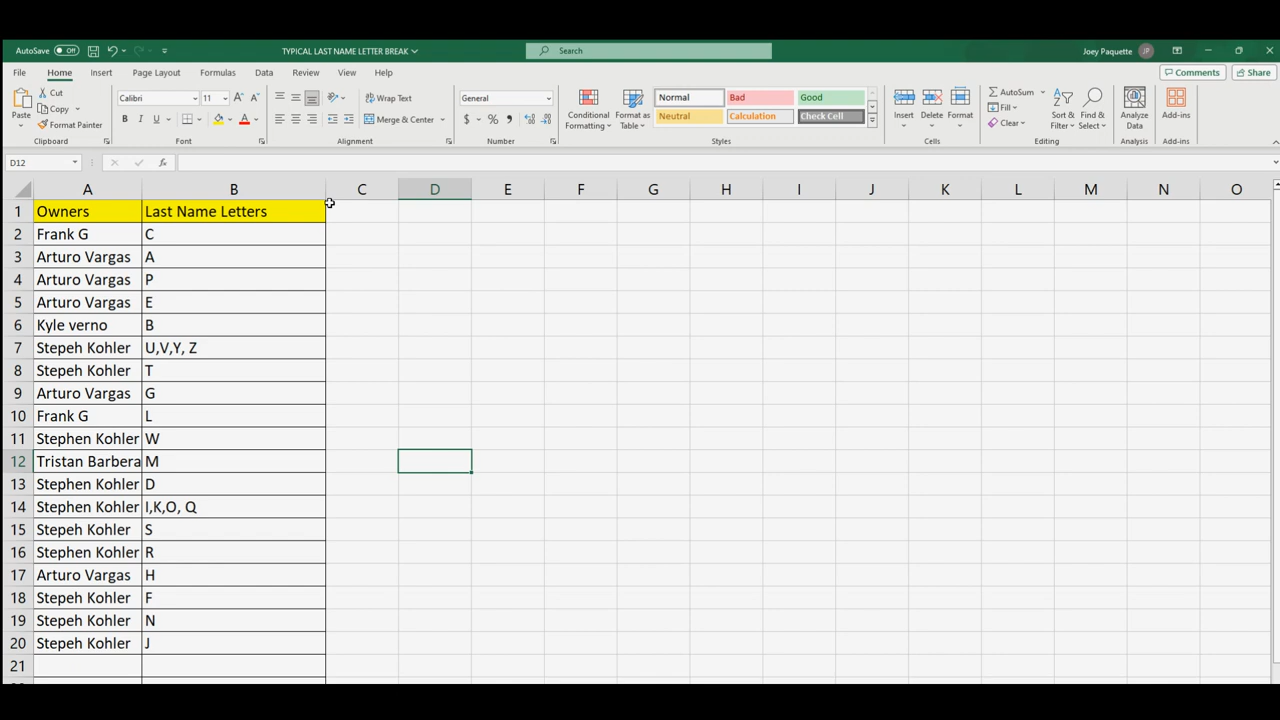 AutoSave Off TYPICAL LAST NAME LETTER BREAK Search Joey Paquette JP
File Home Insert Page Layout Formulas Data Review View Help Comments Share
Paste Cut Copy Format Painter Clipboard
Calibri 11 B I U Font
Wrap Text Merge & Center Alignment
General $ % Number
Conditional Formatting Format as Table Normal Bad Good Neutral Calculation Check Cell Styles
Insert Delete Format Cells
AutoSum Fill Clear Sort & Filter Find & Select Editing
Analyze Data Analysis Add-ins Add-ins
D12 fx
A B C D E F G H I J K L M N O
1 Owners Last Name Letters
2 Frank G C
3 Arturo Vargas A
4 Arturo Vargas P
5 Arturo Vargas E
6 Kyle verno B
7 Stepeh Kohler U,V,Y, Z
8 Stepeh Kohler T
9 Arturo Vargas G
10 Frank G L
11 Stephen Kohler W
12 Tristan Barbera M
13 Stephen Kohler D
14 Stephen Kohler I,K,O, Q
15 Stepeh Kohler S
16 Stephen Kohler R
17 Arturo Vargas H
18 Stepeh Kohler F
19 Stepeh Kohler N
20 Stepeh Kohler J
21